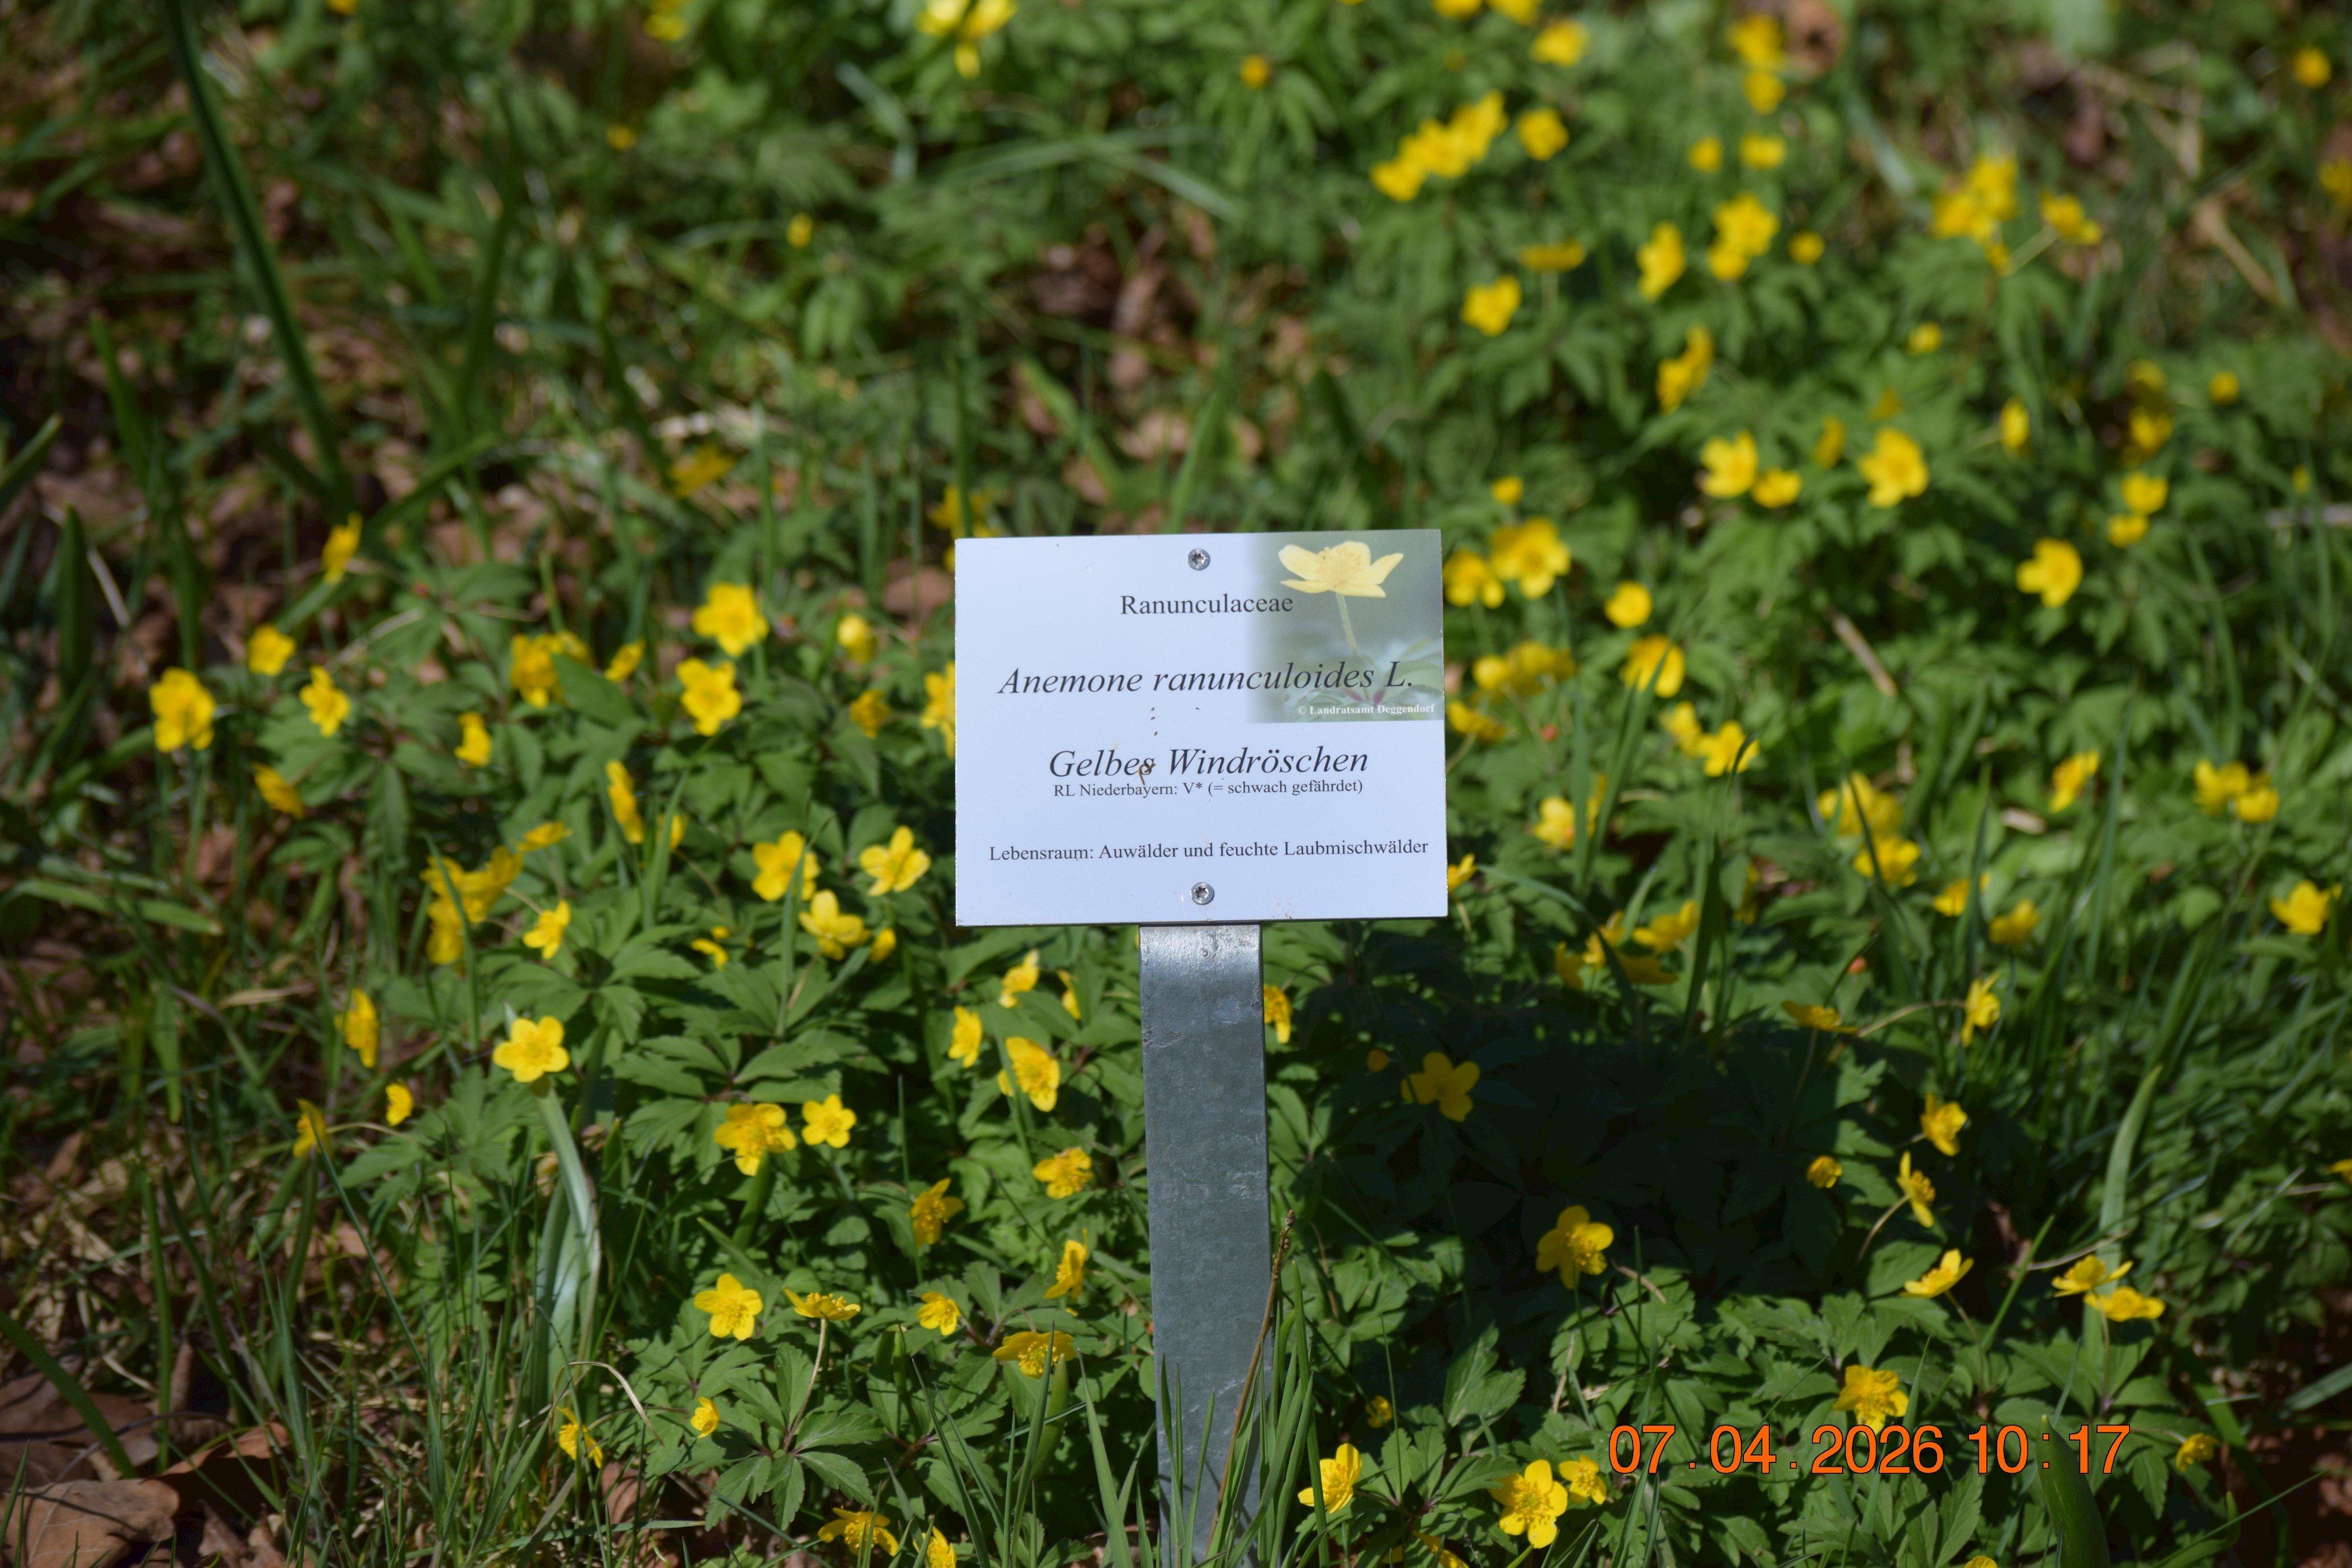 Ranunculaceae
Anemone ranunculoides L.
© Landratsamt Deggendorf
Gelbes Windröschen
RL Niederbayern: V* (= schwach gefährdet)
Lebensraum: Auwälder und feuchte Laubmischwälder
07.04.2026 10:17